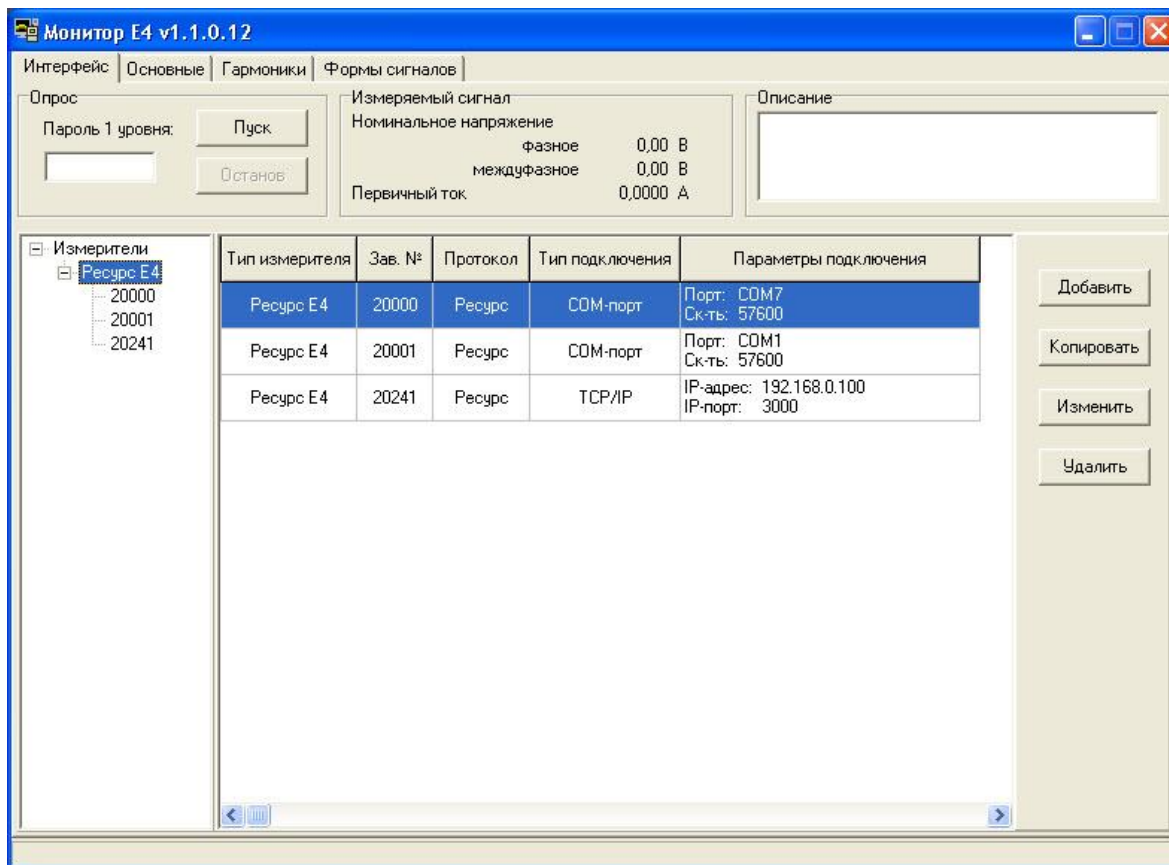 Монитор Е4 v1.1.0.12
Интерфейс Основные Гармоники Формы сигналов
Опрос
Пароль 1 уровня:
Пуск
Останов
Измеряемый сигнал
Номинальное напряжение
фазное 0,00 В
междуфазное 0,00 В
Первичный ток 0,0000 А
Описание
Измерители
Ресурс Е4
20000
20001
20241
Тип измерителя Зав. № Протокол Тип подключения Параметры подключения
Ресурс Е4 20000 Ресурс COM-порт Порт: COM7
Ск-ть: 57600
Ресурс Е4 20001 Ресурс COM-порт Порт: COM1
Ск-ть: 57600
Ресурс Е4 20241 Ресурс TCP/IP IP-адрес: 192.168.0.100
IP-порт: 3000
Добавить
Копировать
Изменить
Удалить